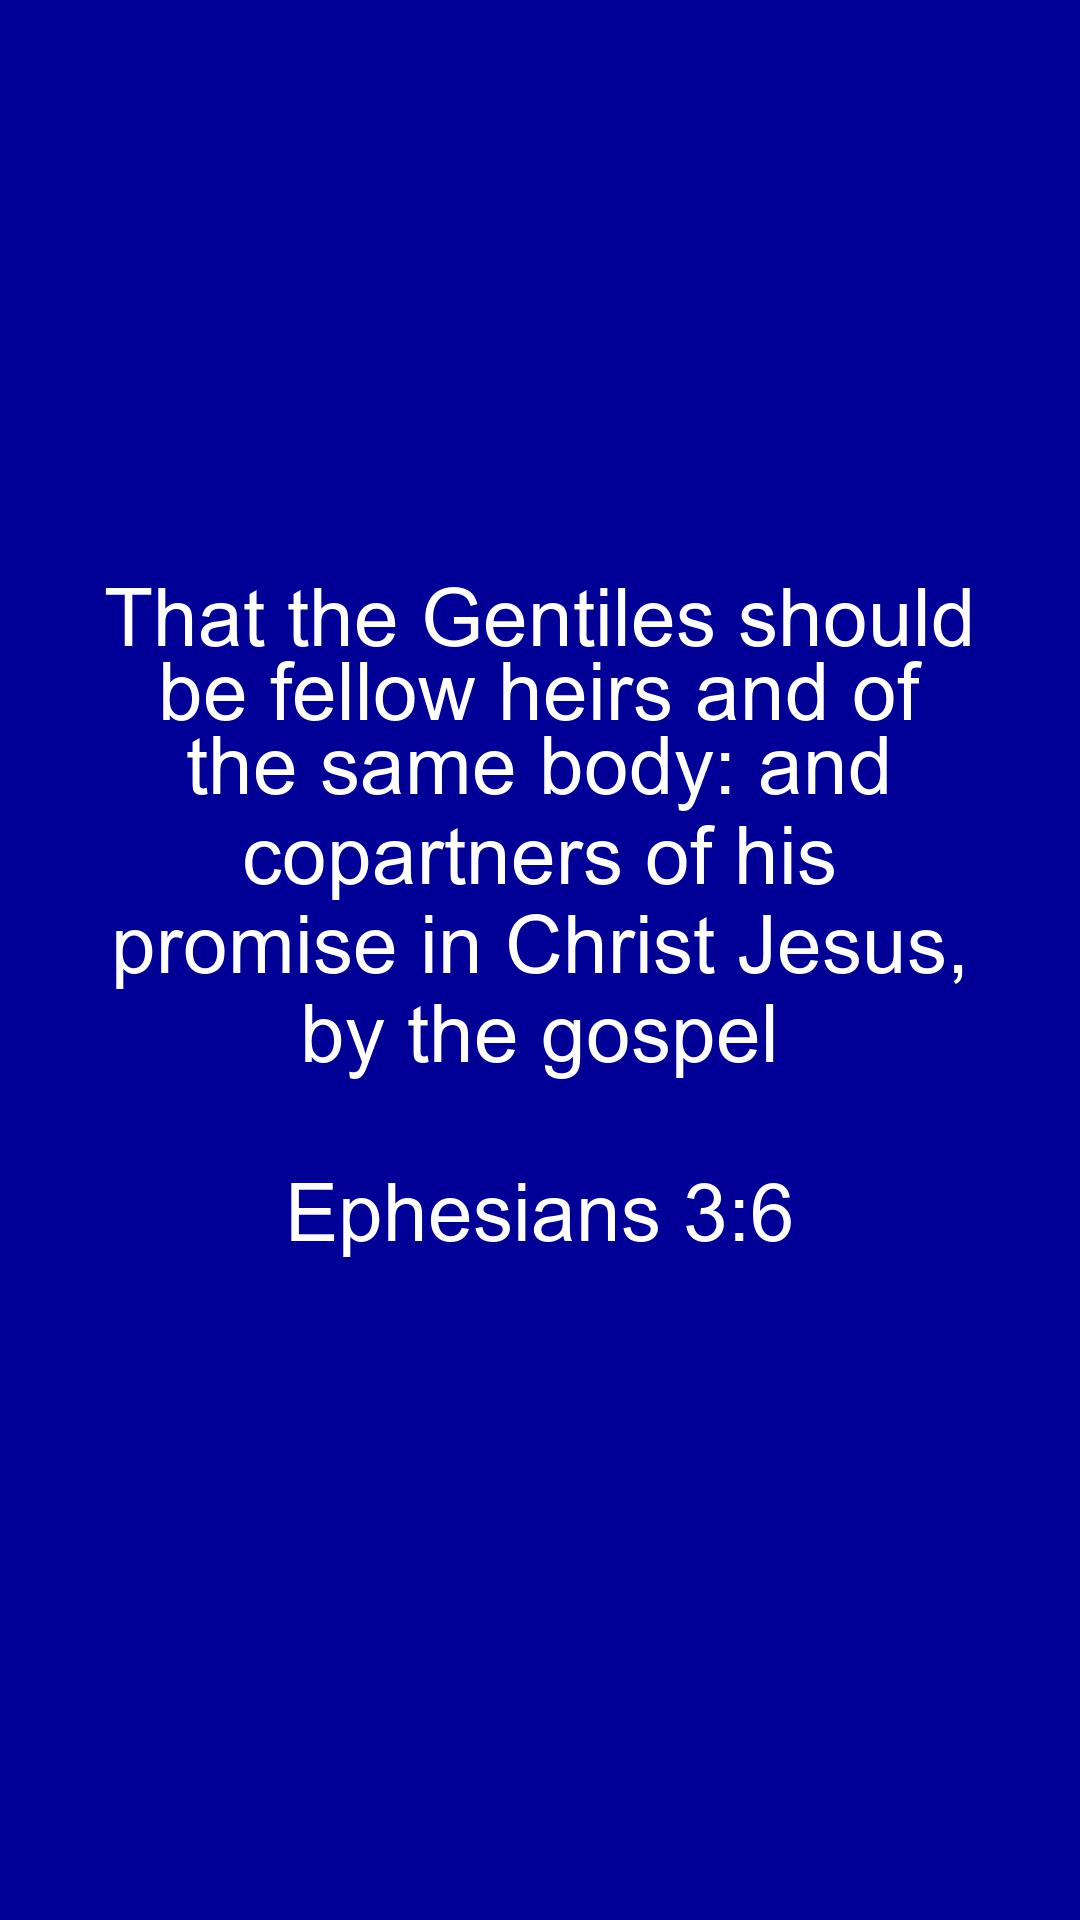 That the Gentiles should
be fellow heirs and of
the same body: and
copartners of his
promise in Christ Jesus,
by the gospel
Ephesians 3:6